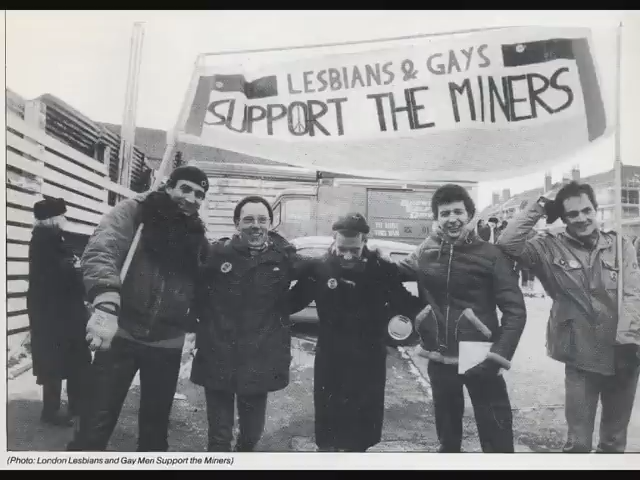 LESBIANS & GAYS
SUPPORT THE MINERS
(Photo: London Lesbians and Gay Men Support the Miners)